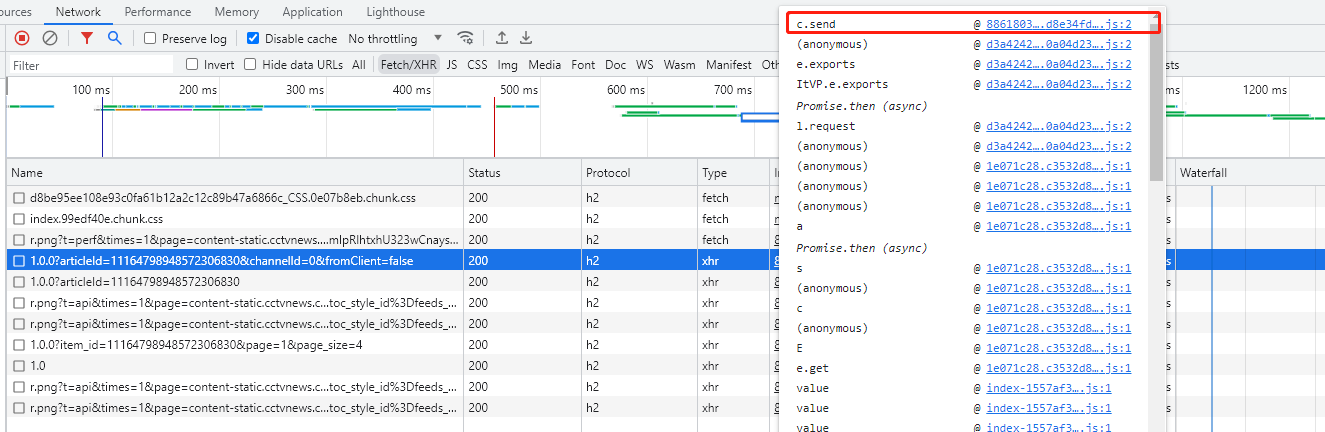 ources Network Performance Memory Application Lighthouse
Preserve log Disable cache No throttling
Filter Invert Hide data URLs All Fetch/XHR JS CSS Img Media Font Doc WS Wasm Manifest Oth sts
100 ms 200 ms 300 ms 400 ms 500 ms 600 ms 700 ms ms 1200 ms
Name Status Protocol Type In Waterfall
d8be95ee108e93c0fa61b12a2c12c89b47a6866c_CSS.0e07b8eb.chunk.css 200 h2 fetch
index.99edf40e.chunk.css 200 h2 fetch
r.png?t=perf&times=1&page=content-static.cctvnews....mlpRlhtxhU323wCnays... 200 h2 fetch
1.0.0?articleId=11164798948572306830&channelId=0&fromClient=false 200 h2 xhr 8
1.0.0?articleId=11164798948572306830 200 h2 xhr 8
r.png?t=api&times=1&page=content-static.cctvnews.c...toc_style_id%3Dfeeds_... 200 h2 xhr 8
r.png?t=api&times=1&page=content-static.cctvnews.c...toc_style_id%3Dfeeds_... 200 h2 xhr 8
1.0.0?item_id=11164798948572306830&page=1&page_size=4 200 h2 xhr 8
1.0 200 h2 xhr 8
r.png?t=api&times=1&page=content-static.cctvnews.c...toc_style_id%3Dfeeds_... 200 h2 xhr 8
r.png?t=api&times=1&page=content-static.cctvnews.c...toc_style_id%3Dfeeds_... 200 h2 xhr 8
c.send @ 8861803….d8e34fd….js:2
(anonymous) @ d3a4242….0a04d23….js:2
e.exports @ d3a4242….0a04d23….js:2
ItVP.e.exports @ d3a4242….0a04d23….js:2
Promise.then (async)
l.request @ d3a4242….0a04d23….js:2
(anonymous) @ d3a4242….0a04d23….js:2
(anonymous) @ 1e071c28.c3532d8….js:1
(anonymous) @ 1e071c28.c3532d8….js:1
(anonymous) @ 1e071c28.c3532d8….js:1
a @ 1e071c28.c3532d8….js:1
Promise.then (async)
s @ 1e071c28.c3532d8….js:1
(anonymous) @ 1e071c28.c3532d8….js:1
c @ 1e071c28.c3532d8….js:1
(anonymous) @ 1e071c28.c3532d8….js:1
E @ 1e071c28.c3532d8….js:1
e.get @ 1e071c28.c3532d8….js:1
value @ index-1557af3….js:1
value @ index-1557af3….js:1
value @ index-1557af3….js:1